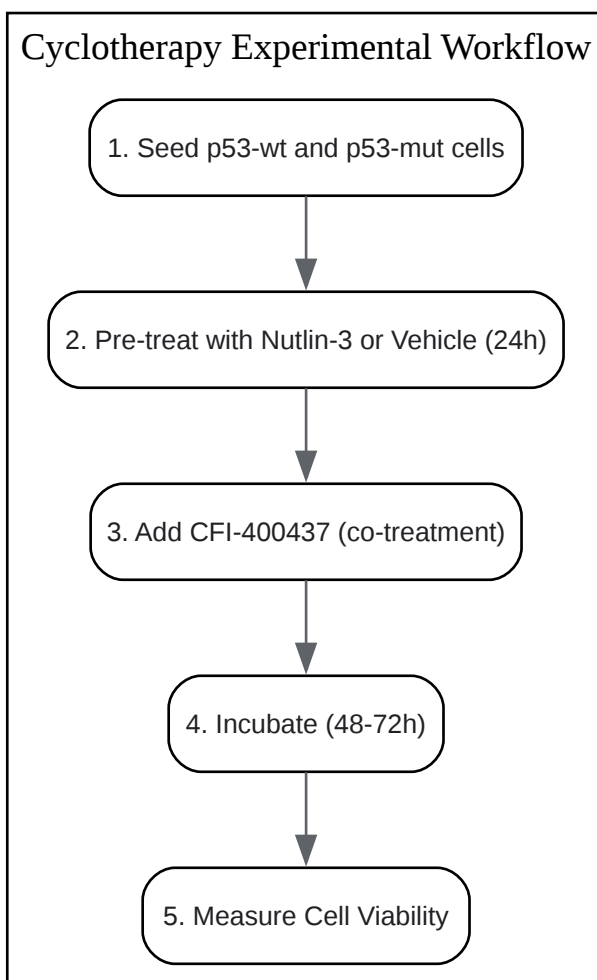 Cyclotherapy Experimental Workflow
1. Seed p53-wt and p53-mut cells
2. Pre-treat with Nutlin-3 or Vehicle (24h)
3. Add CFI-400437 (co-treatment)
4. Incubate (48-72h)
5. Measure Cell Viability